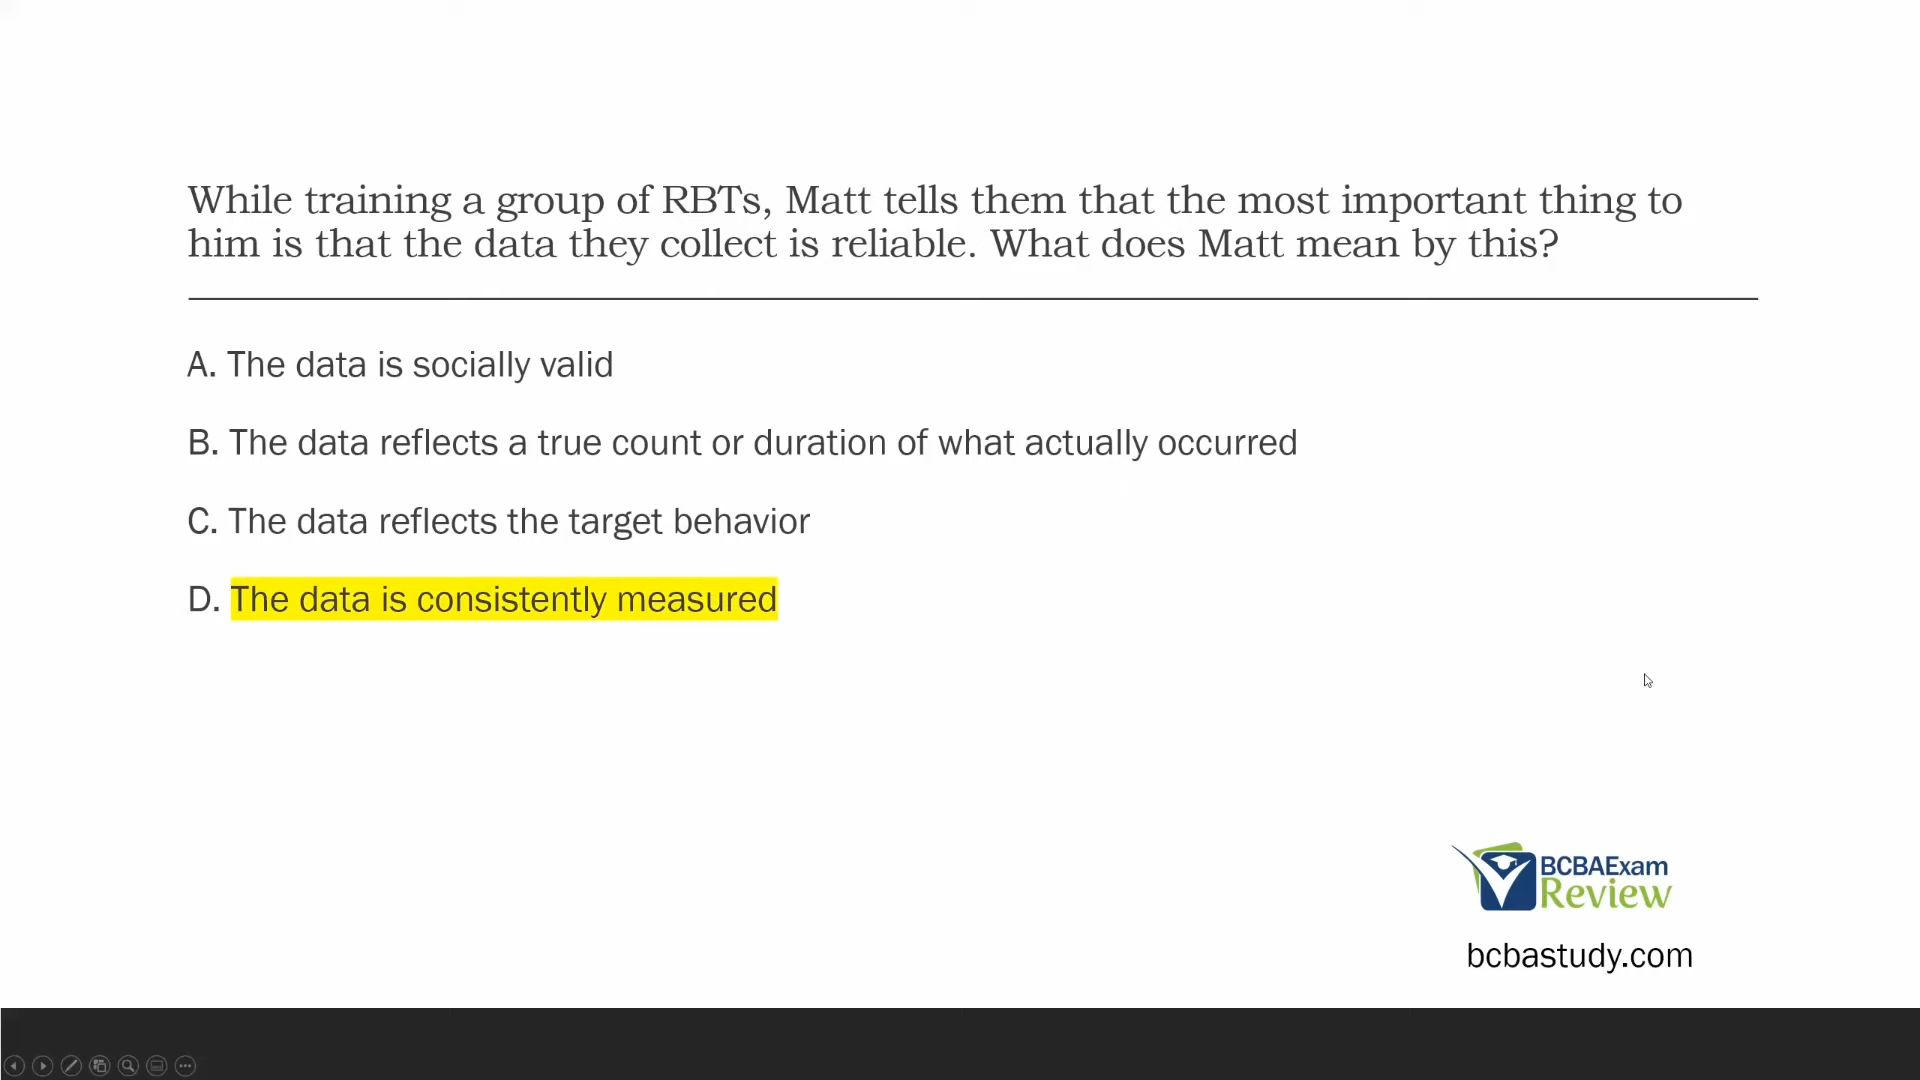 While training a group of RBTs, Matt tells them that the most important thing to
him is that the data they collect is reliable. What does Matt mean by this?
A. The data is socially valid
B. The data reflects a true count or duration of what actually occurred
C. The data reflects the target behavior
D. The data is consistently measured
BCBAExam
Review
bcbastudy.com